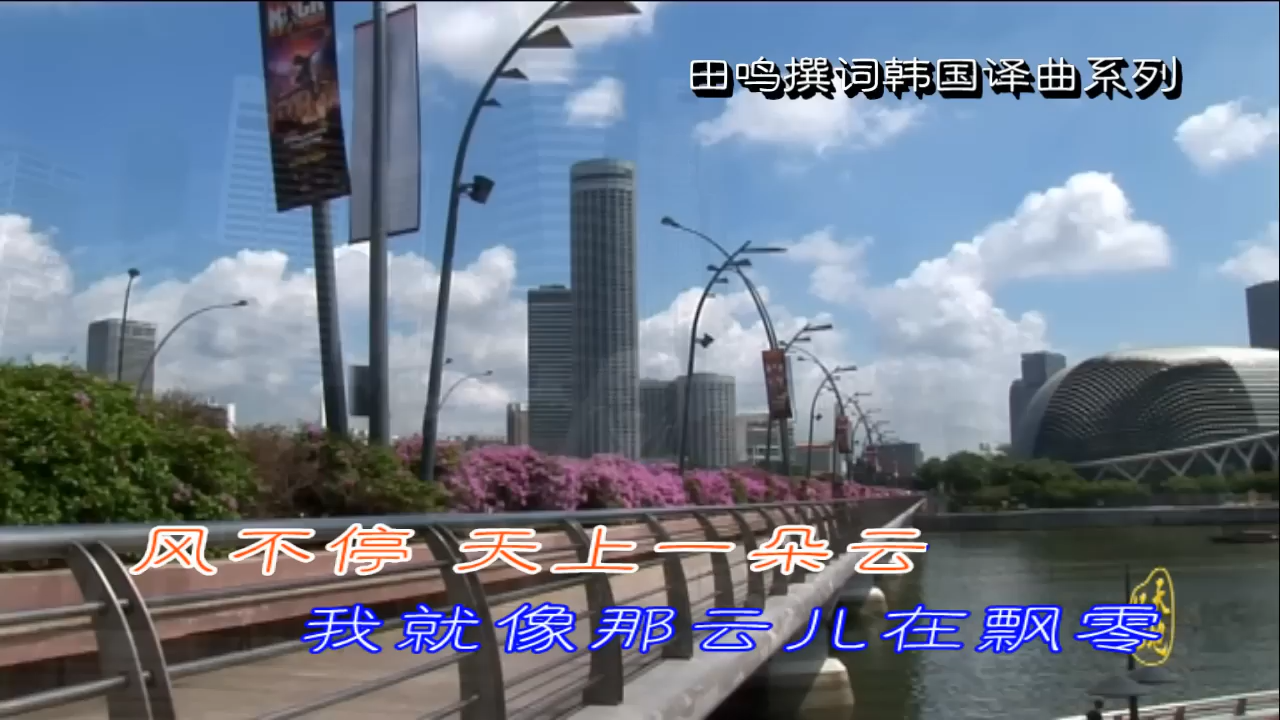 田鸣撰词韩国译曲系列
风不停 天上一朵云
我就像那云儿在飘零